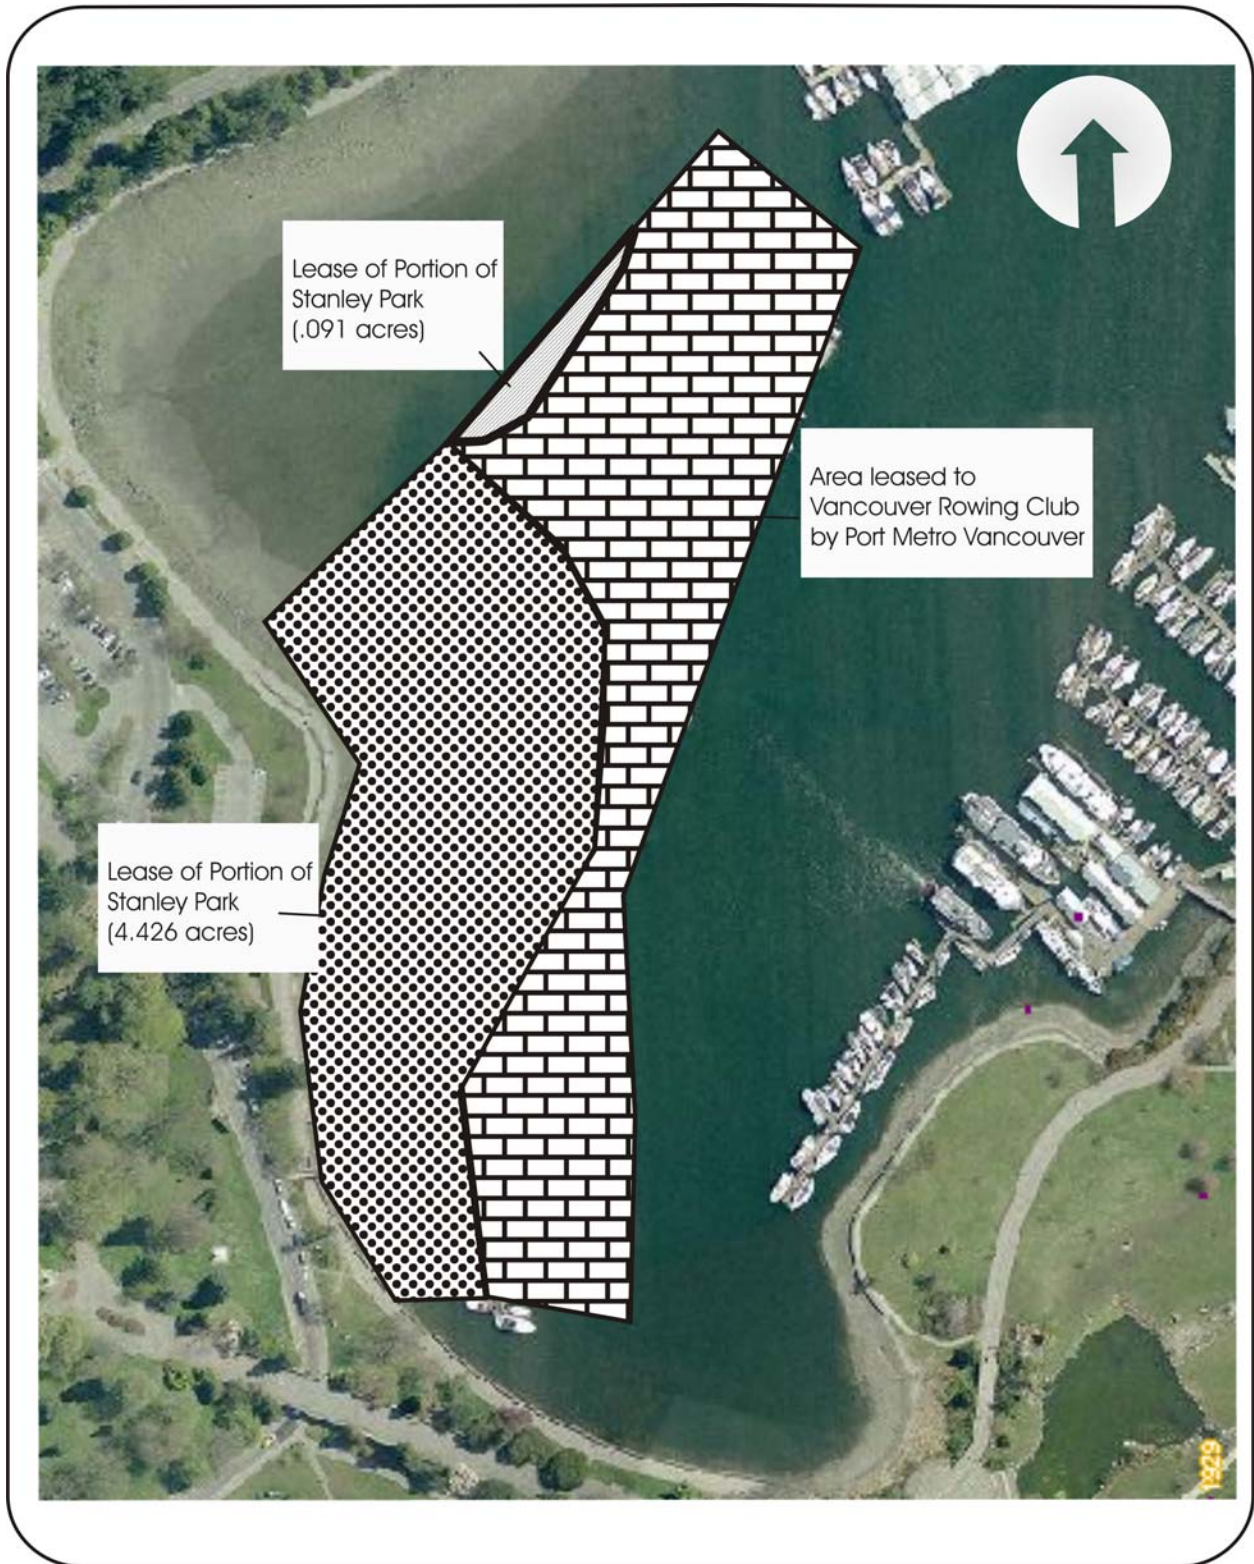 Lease of Portion of
Stanley Park
(.091 acres)
Area leased to
Vancouver Rowing Club
by Port Metro Vancouver
Lease of Portion of
Stanley Park
(4.426 acres)
1929